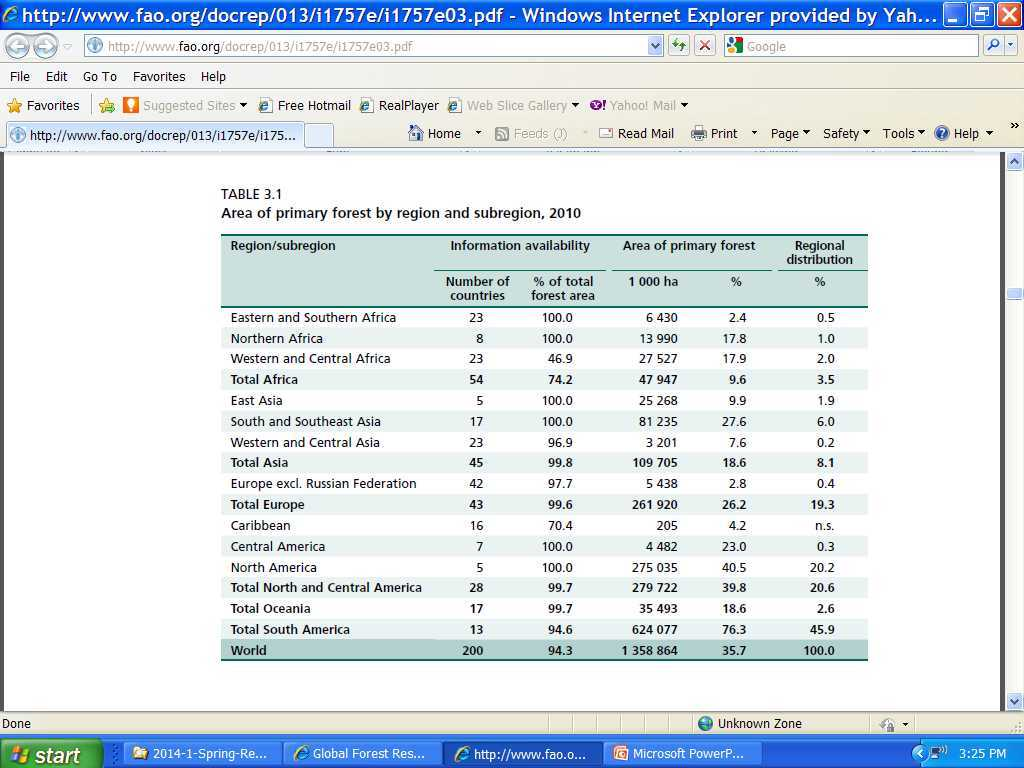 http://www.fao.org/docrep/013/i1757e/i1757e03.pdf - Windows Internet Explorer provided by Yah...
http://www.fao.org/docrep/013/i1757e/i1757e03.pdf Google
File Edit Go To Favorites Help
Favorites Suggested Sites Free Hotmail RealPlayer Web Slice Gallery Yahoo! Mail
http://www.fao.org/docrep/013/i1757e/i175... Home Feeds (J) Read Mail Print Page Safety Tools Help »
TABLE 3.1
Area of primary forest by region and subregion, 2010
Region/subregion Information availability Area of primary forest Regional distribution
Number of countries % of total forest area 1 000 ha % %
Eastern and Southern Africa 23 100.0 6 430 2.4 0.5
Northern Africa 8 100.0 13 990 17.8 1.0
Western and Central Africa 23 46.9 27 527 17.9 2.0
Total Africa 54 74.2 47 947 9.6 3.5
East Asia 5 100.0 25 268 9.9 1.9
South and Southeast Asia 17 100.0 81 235 27.6 6.0
Western and Central Asia 23 96.9 3 201 7.6 0.2
Total Asia 45 99.8 109 705 18.6 8.1
Europe excl. Russian Federation 42 97.7 5 438 2.8 0.4
Total Europe 43 99.6 261 920 26.2 19.3
Caribbean 16 70.4 205 4.2 n.s.
Central America 7 100.0 4 482 23.0 0.3
North America 5 100.0 275 035 40.5 20.2
Total North and Central America 28 99.7 279 722 39.8 20.6
Total Oceania 17 99.7 35 493 18.6 2.6
Total South America 13 94.6 624 077 76.3 45.9
World 200 94.3 1 358 864 35.7 100.0
Done Unknown Zone
start 2014-1-Spring-Re... Global Forest Res... http://www.fao.o... Microsoft PowerP... 3:25 PM